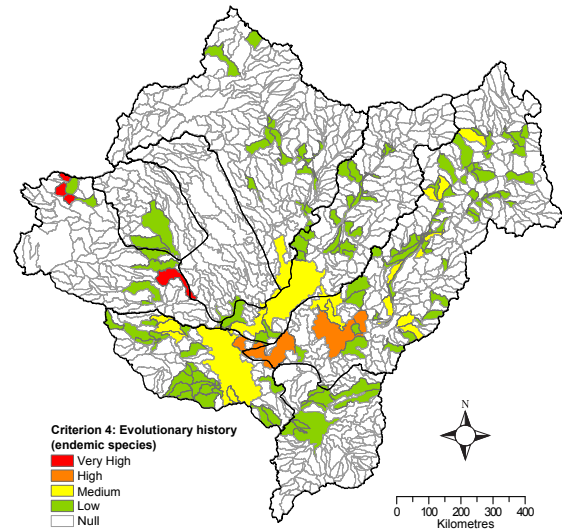 Criterion 4: Evolutionary history
(endemic species)
Very High
High
Medium
Low
Null
N
0 100 200 300 400
Kilometres